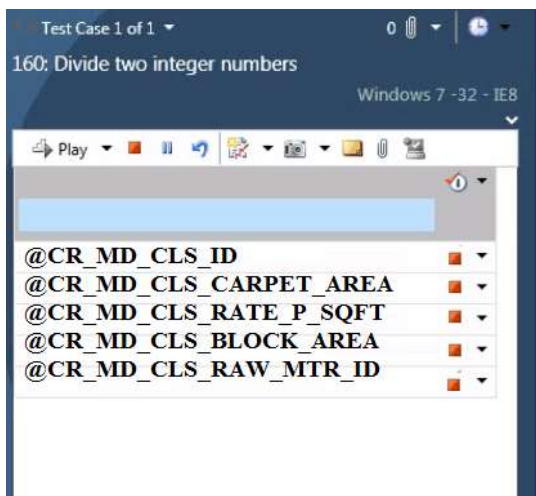 Test Case 1 of 1 0
160: Divide two integer numbers
Windows 7 -32 - IE8
Play
@CR_MD_CLS_ID
@CR_MD_CLS_CARPET_AREA
@CR_MD_CLS_RATE_P_SQFT
@CR_MD_CLS_BLOCK_AREA
@CR_MD_CLS_RAW_MTR_ID